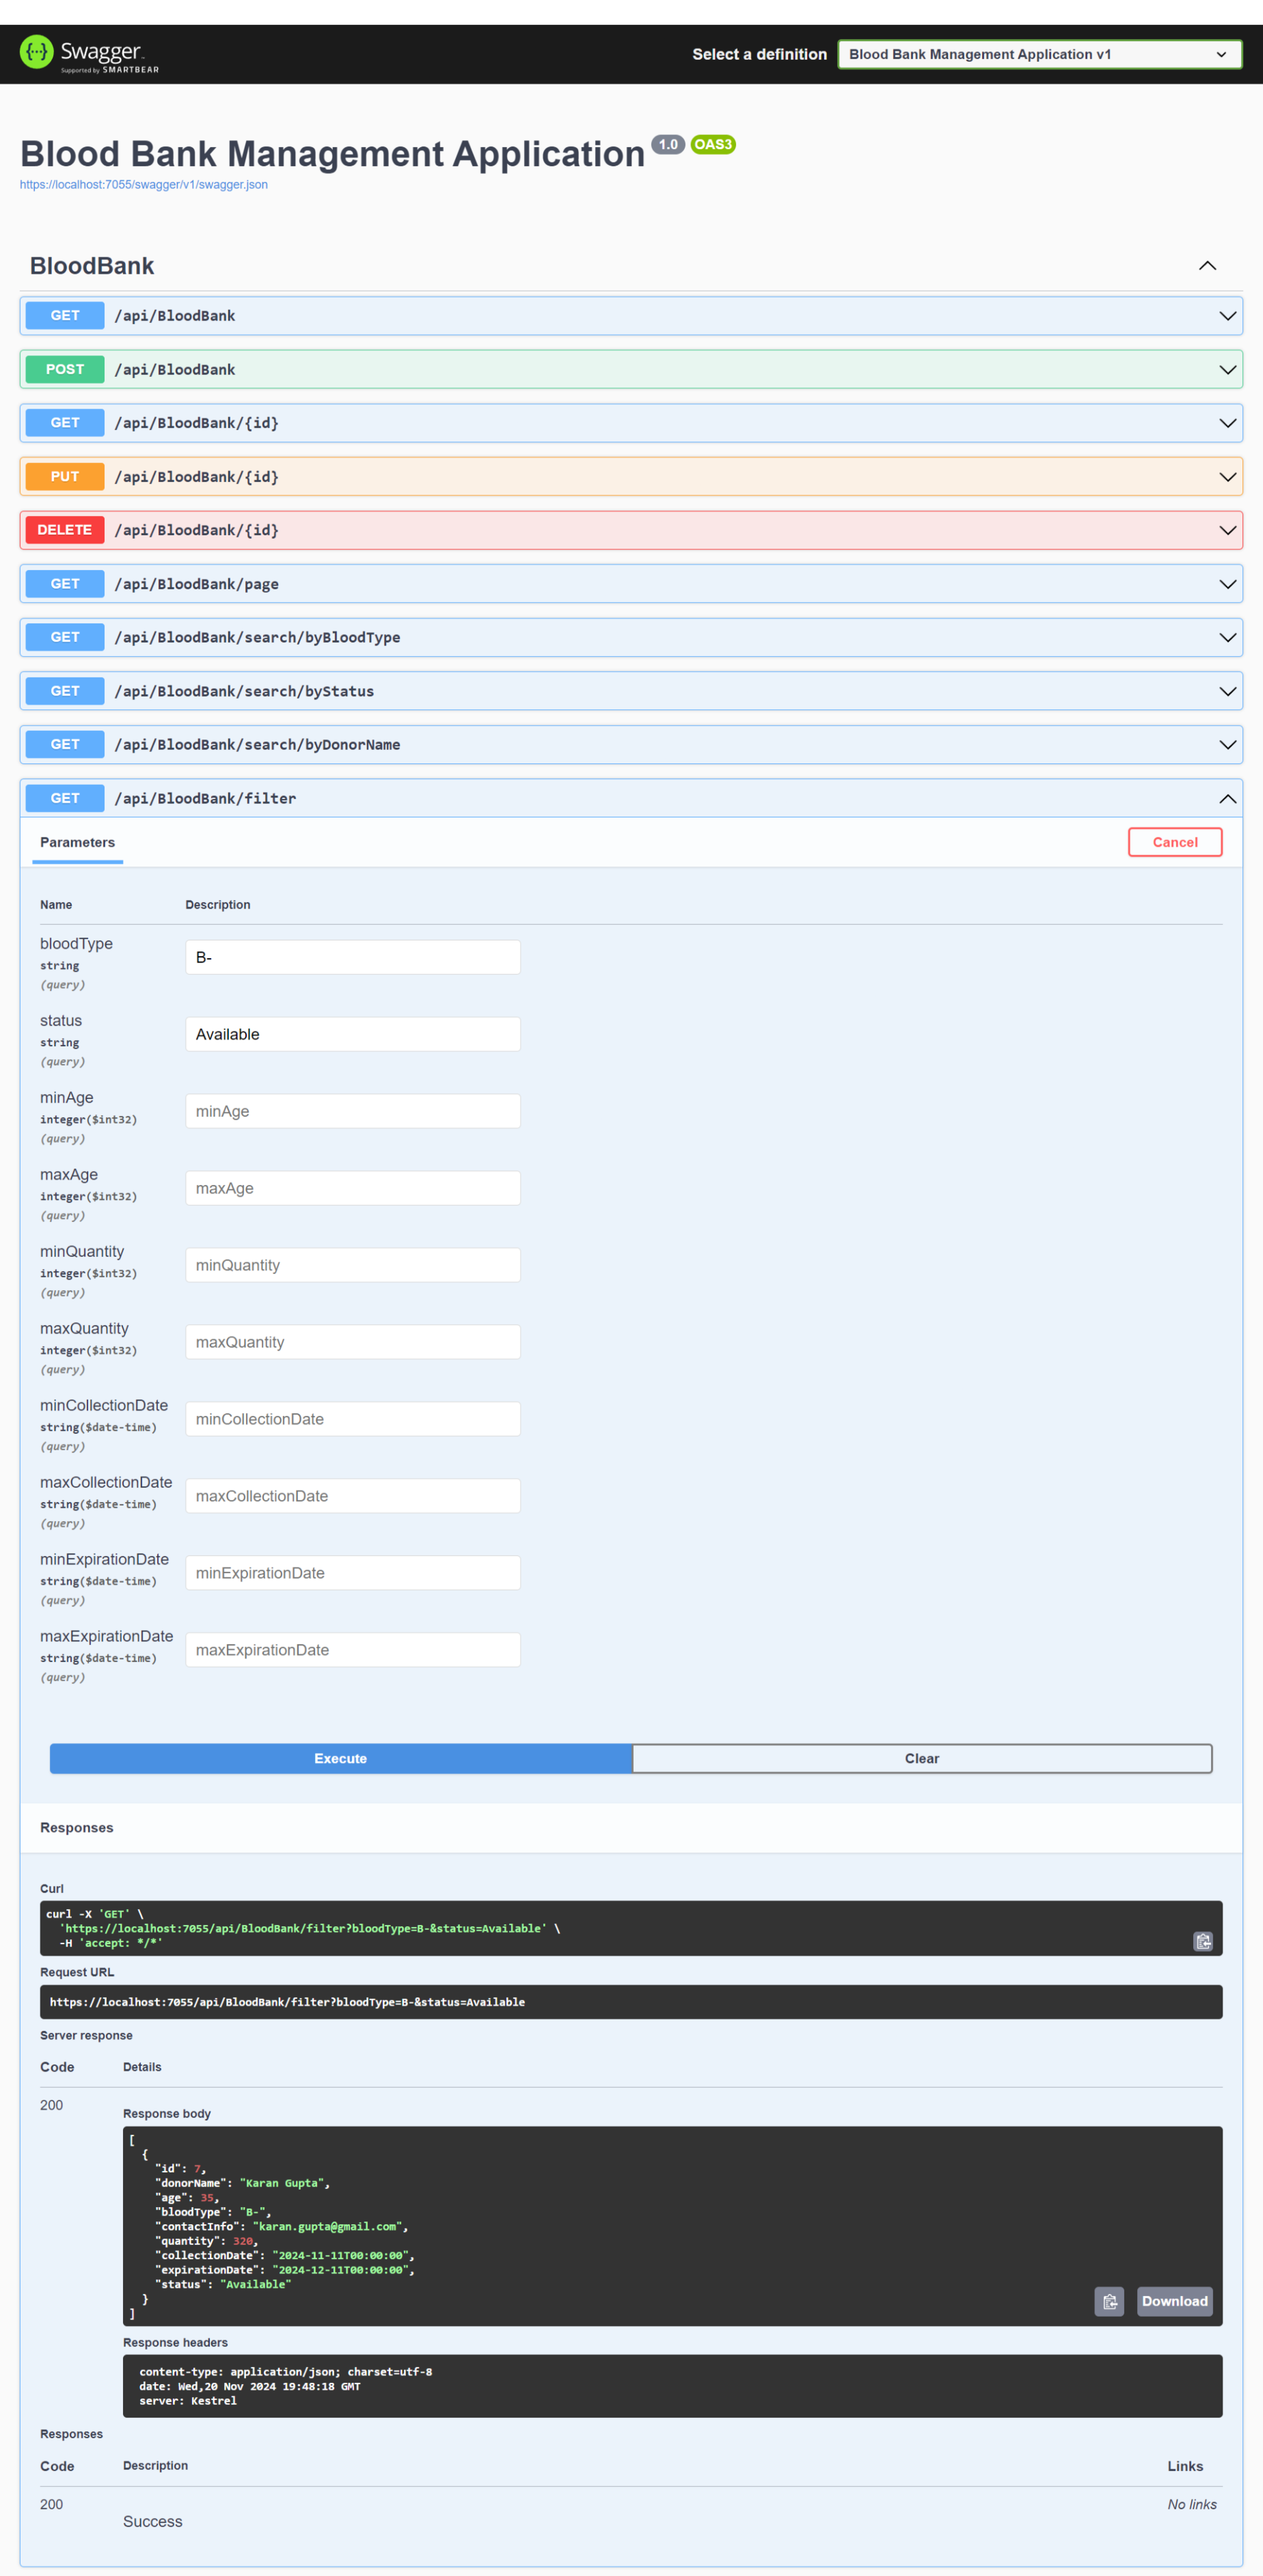 Swagger.
Supported by SMARTBEAR
Select a definition
Blood Bank Management Application v1
Blood Bank Management Application 1.0 OAS3
https://localhost:7055/swagger/v1/swagger.json
BloodBank
GET /api/BloodBank
POST /api/BloodBank
GET /api/BloodBank/{id}
PUT /api/BloodBank/{id}
DELETE /api/BloodBank/{id}
GET /api/BloodBank/page
GET /api/BloodBank/search/byBloodType
GET /api/BloodBank/search/byStatus
GET /api/BloodBank/search/byDonorName
GET /api/BloodBank/filter
Parameters
Cancel
Name Description
bloodType
string
(query)
B-
status
string
(query)
Available
minAge
integer($int32)
(query)
minAge
maxAge
integer($int32)
(query)
maxAge
minQuantity
integer($int32)
(query)
minQuantity
maxQuantity
integer($int32)
(query)
maxQuantity
minCollectionDate
string($date-time)
(query)
minCollectionDate
maxCollectionDate
string($date-time)
(query)
maxCollectionDate
minExpirationDate
string($date-time)
(query)
minExpirationDate
maxExpirationDate
string($date-time)
(query)
maxExpirationDate
Execute
Clear
Responses
Curl
curl -X 'GET' \
'https://localhost:7055/api/BloodBank/filter?bloodType=B-&status=Available' \
-H 'accept: */*'
Request URL
https://localhost:7055/api/BloodBank/filter?bloodType=B-&status=Available
Server response
Code Details
200
Response body
[
{
"id": 7,
"donorName": "Karan Gupta",
"age": 35,
"bloodType": "B-",
"contactInfo": "karan.gupta@gmail.com",
"quantity": 320,
"collectionDate": "2024-11-11T00:00:00",
"expirationDate": "2024-12-11T00:00:00",
"status": "Available"
}
]
Download
Response headers
content-type: application/json; charset=utf-8
date: Wed,20 Nov 2024 19:48:18 GMT
server: Kestrel
Responses
Code Description Links
200
Success
No links